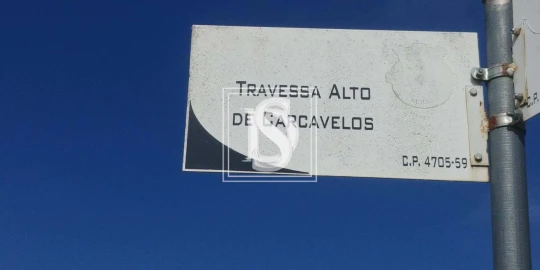 TRAVESSA ALTO
DE CARCAVELOS
C.P. 4705-59
C.P.